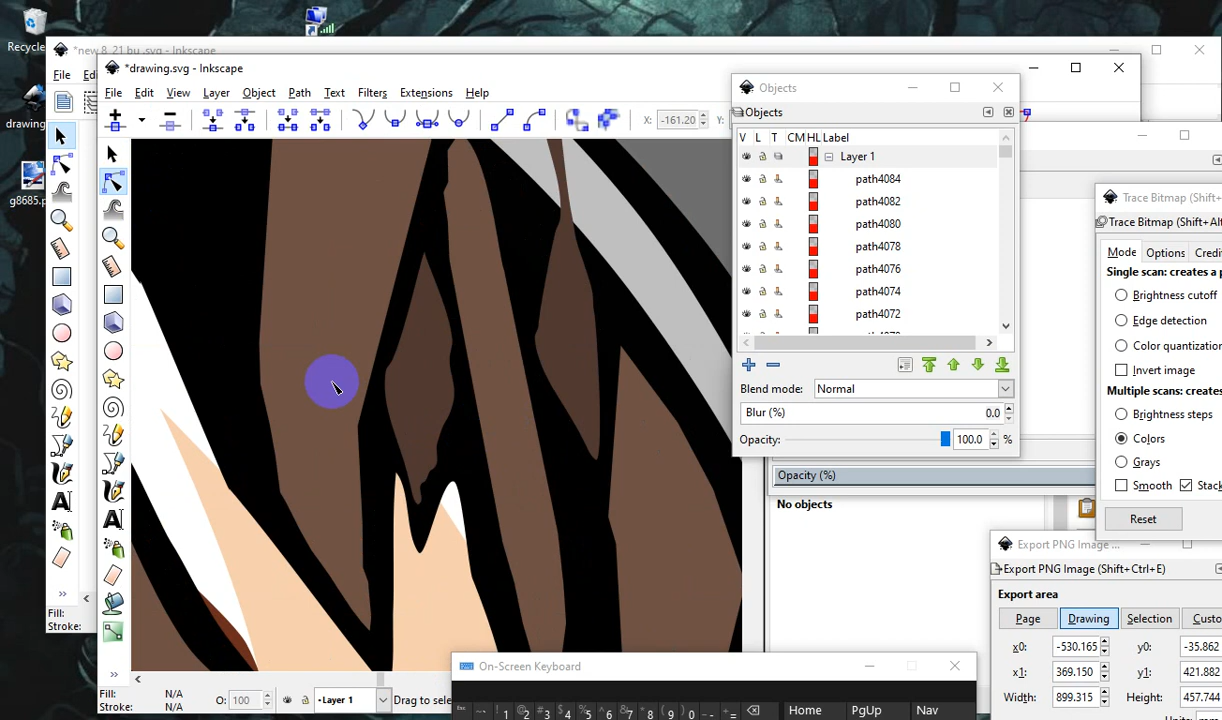 Recycle
*new 8_21 bu .svg - Inkscape
*drawing.svg - Inkscape
File Ed
File Edit View Layer Object Path Text Filters Extensions Help
drawing
g8685.p
X: -161.20 Y:
Objects
Objects
V L T CM HL Label
Layer 1
path4084
path4082
path4080
path4078
path4076
path4074
path4072
Blend mode: Normal
Blur (%) 0.0
Opacity: 100.0 %
Opacity (%)
No objects
Trace Bitmap (Shift+
Trace Bitmap (Shift+Alt
Mode Options Credi
Single scan: creates a p
Brightness cutoff
Edge detection
Color quantization
Invert image
Multiple scans: creates
Brightness steps
Colors
Grays
Smooth Stack
Reset
Export PNG Image ...
Export PNG Image (Shift+Ctrl+E)
Export area
Page Drawing Selection Custo
x0: -530.165 y0: -35.862
x1: 369.150 y1: 421.882
Width: 899.315 Height: 457.744
Fill:
Stroke:
Fill: N/A
Stroke: N/A
O: 100
Layer 1
Drag to sele
On-Screen Keyboard
Home PgUp Nav